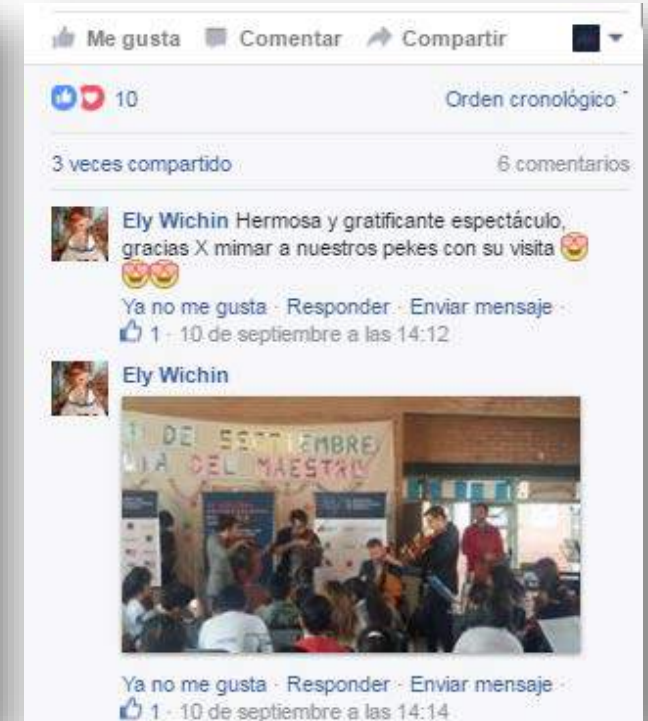 Me gusta Comentar Compartir
10 Orden cronológico
3 veces compartido 6 comentarios
Ely Wichin Hermosa y gratificante espectáculo,
gracias X mimar a nuestros pekes con su visita
Ya no me gusta · Responder · Enviar mensaje ·
1 · 10 de septiembre a las 14:12
Ely Wichin
DE SEPTIEMBRE
DIA DEL MAESTRO
Ya no me gusta · Responder · Enviar mensaje ·
1 · 10 de septiembre a las 14:14